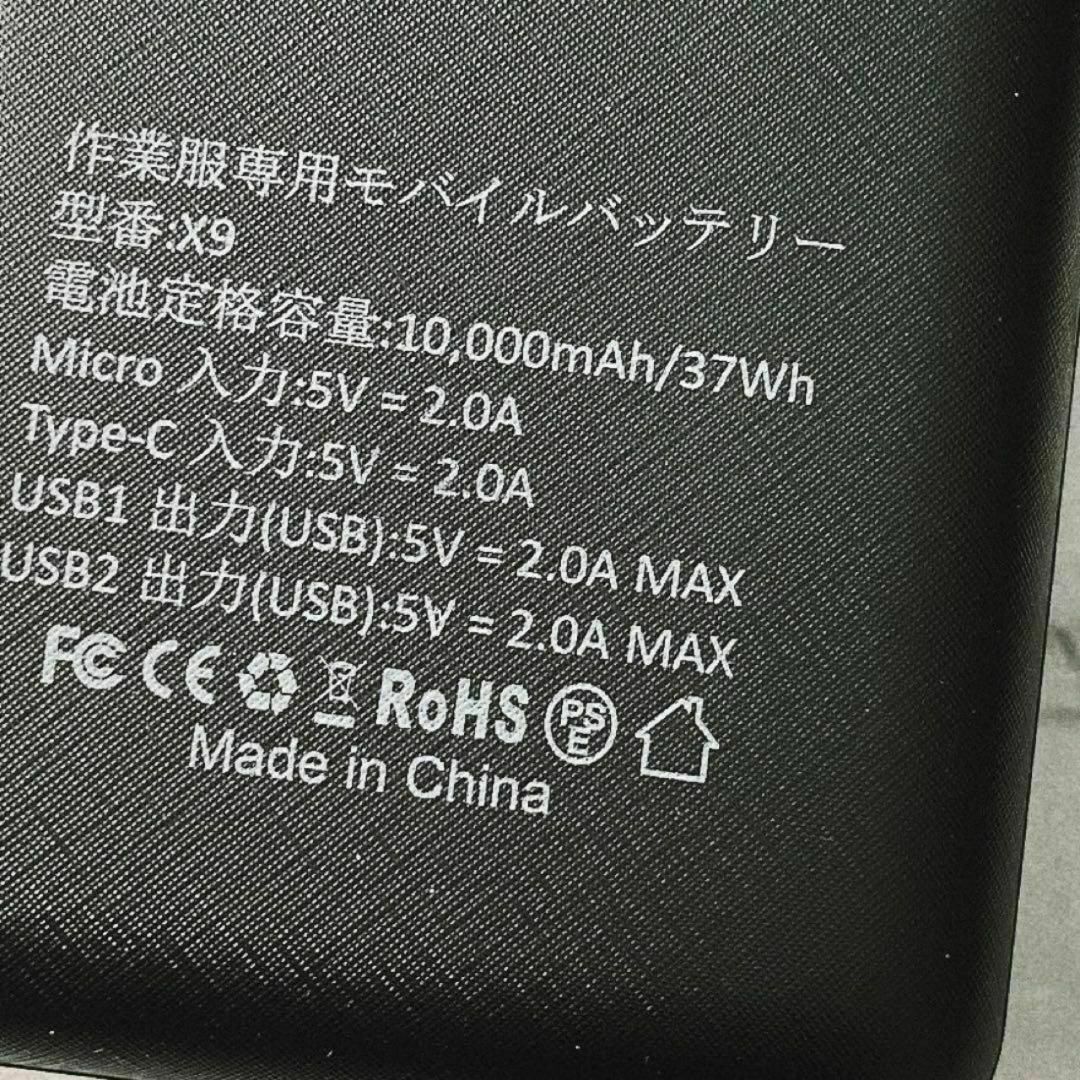 作業服専用モバイルバッテリー
型番:X9
電池定格容量:10,000mAh/37Wh
Micro 入力:5V = 2.0A
Type-C 入力:5V = 2.0A
USB1 出力(USB):5V = 2.0A MAX
USB2 出力(USB):5V = 2.0A MAX
FC CE RoHS PSE
Made in China